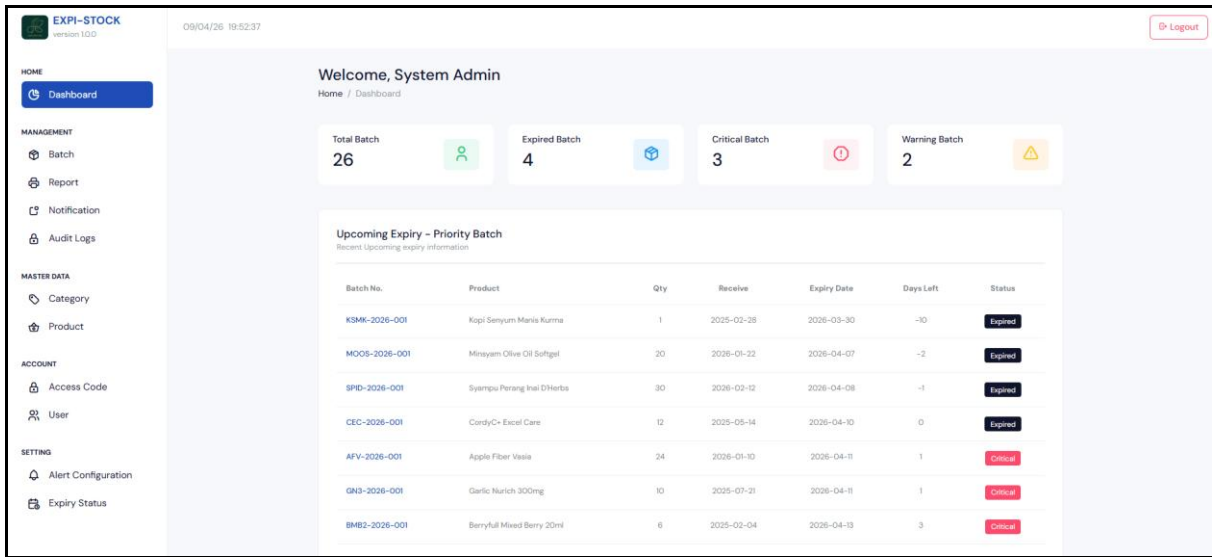 EXPI-STOCK
version 1.0.0
09/04/26 19:52:37
Logout
HOME
Dashboard
MANAGEMENT
Batch
Report
Notification
Audit Logs
MASTER DATA
Category
Product
ACCOUNT
Access Code
User
SETTING
Alert Configuration
Expiry Status
Welcome, System Admin
Home / Dashboard
Total Batch
26
Expired Batch
4
Critical Batch
3
Warning Batch
2
Upcoming Expiry - Priority Batch
Recent Upcoming expiry information
Batch No. Product Qty Receive Expiry Date Days Left Status
KSMK-2026-001 Kopi Senyum Manis Kurma 1 2025-02-28 2026-03-30 -10 Expired
MOOS-2026-001 Minsyam Olive Oil Softgel 20 2026-01-22 2026-04-07 -2 Expired
SPID-2026-001 Syampu Perang Inai D'Herbs 30 2026-02-12 2026-04-08 -1 Expired
CEC-2026-001 CordyC+ Excel Care 12 2025-05-14 2026-04-10 0 Expired
AFV-2026-001 Apple Fiber Vasia 24 2026-01-10 2026-04-11 1 Critical
GN3-2026-001 Garlic Nurich 300mg 10 2025-07-21 2026-04-11 1 Critical
BMB2-2026-001 Berryfull Mixed Berry 20ml 6 2025-02-04 2026-04-13 3 Critical